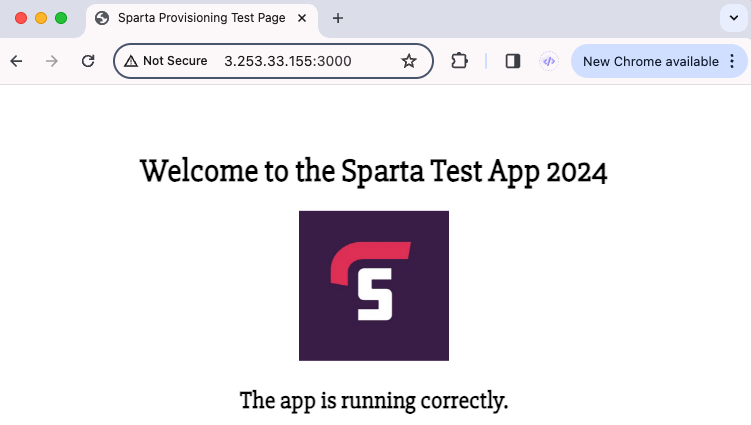 Sparta Provisioning Test Page
Not Secure 3.253.33.155:3000
New Chrome available
Welcome to the Sparta Test App 2024
S
The app is running correctly.